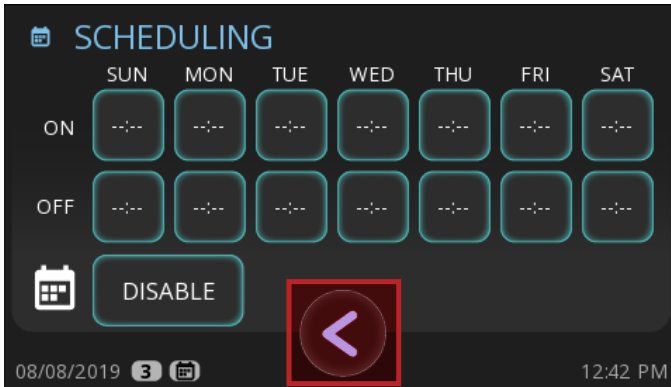 SCHEDULING
SUN MON TUE WED THU FRI SAT
ON --:-- --:-- --:-- --:-- --:-- --:-- --:--
OFF --:-- --:-- --:-- --:-- --:-- --:-- --:--
DISABLE
<
08/08/2019 3 12:42 PM